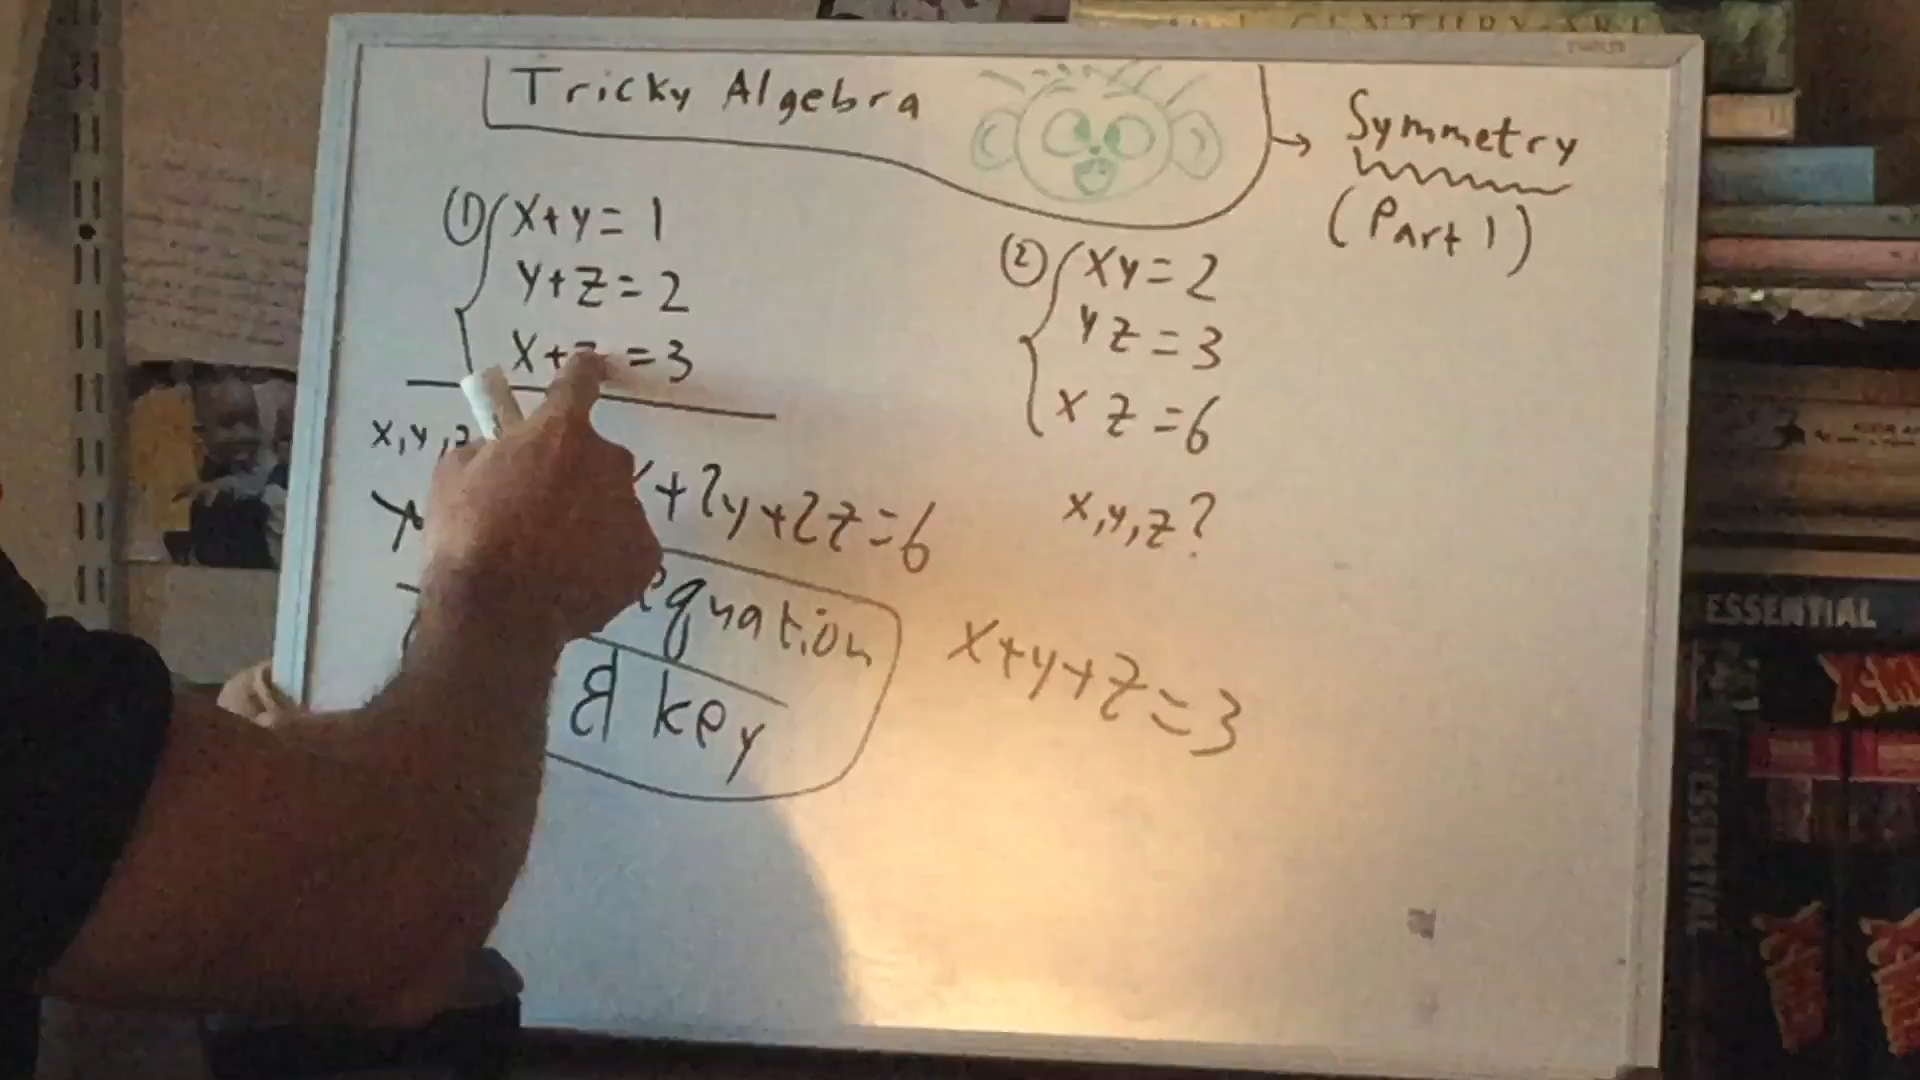 Tricky Algebra
Symmetry
(Part 1)
① x+y=1
y+z=2
x+z=3
② xy=2
yz=3
xz=6
x,y,z
x,y,z?
+2y+2z=6
equation
& key
x+y+z=3
ESSENTIAL
ESSENTIAL